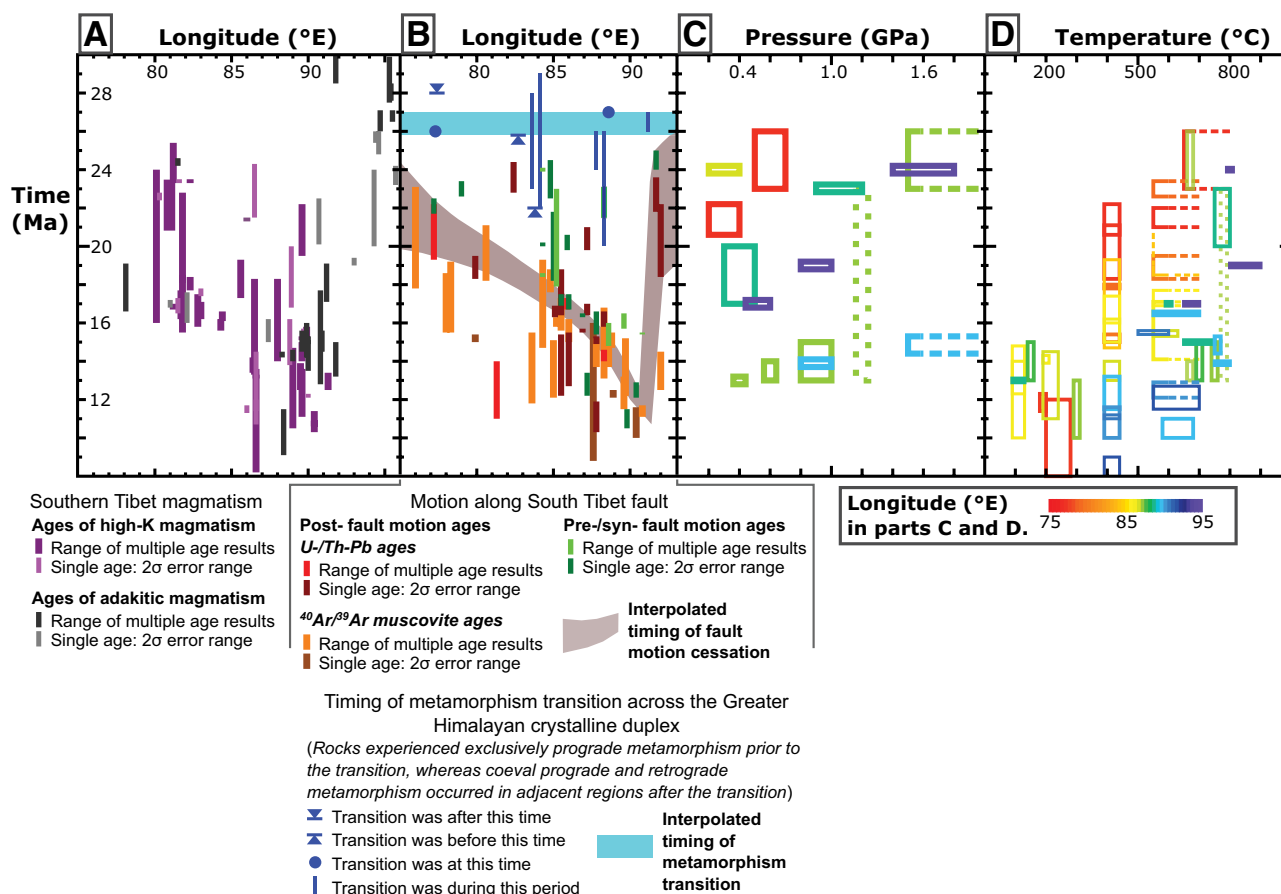 A Longitude (°E)
B Longitude (°E)
C Pressure (GPa)
D Temperature (°C)
80 85 90
80 85 90
0.4 1.0 1.6
200 500 800
28
24
Time
(Ma)
20
16
12
Southern Tibet magmatism
Ages of high-K magmatism
Range of multiple age results
Single age: 2σ error range
Ages of adakitic magmatism
Range of multiple age results
Single age: 2σ error range
Motion along South Tibet fault
Post- fault motion ages
U-/Th-Pb ages
Range of multiple age results
Single age: 2σ error range
⁴⁰Ar/³⁹Ar muscovite ages
Range of multiple age results
Single age: 2σ error range
Pre-/syn- fault motion ages
Range of multiple age results
Single age: 2σ error range
Interpolated
timing of fault
motion cessation
Longitude (°E)
in parts C and D.
75 85 95
Timing of metamorphism transition across the Greater
Himalayan crystalline duplex
(Rocks experienced exclusively prograde metamorphism prior to
the transition, whereas coeval prograde and retrograde
metamorphism occurred in adjacent regions after the transition)
Transition was after this time
Transition was before this time
Transition was at this time
Transition was during this period
Interpolated
timing of
metamorphism
transition